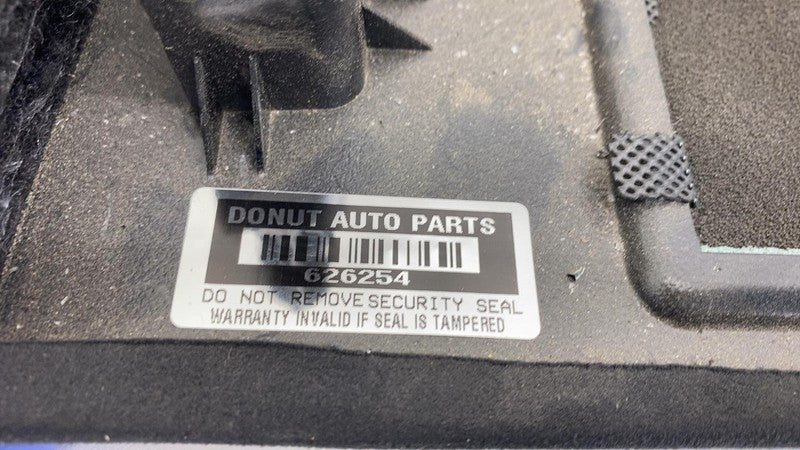 DONUT AUTO PARTS
626254
DO NOT REMOVE SECURITY SEAL
WARRANTY INVALID IF SEAL IS TAMPERED